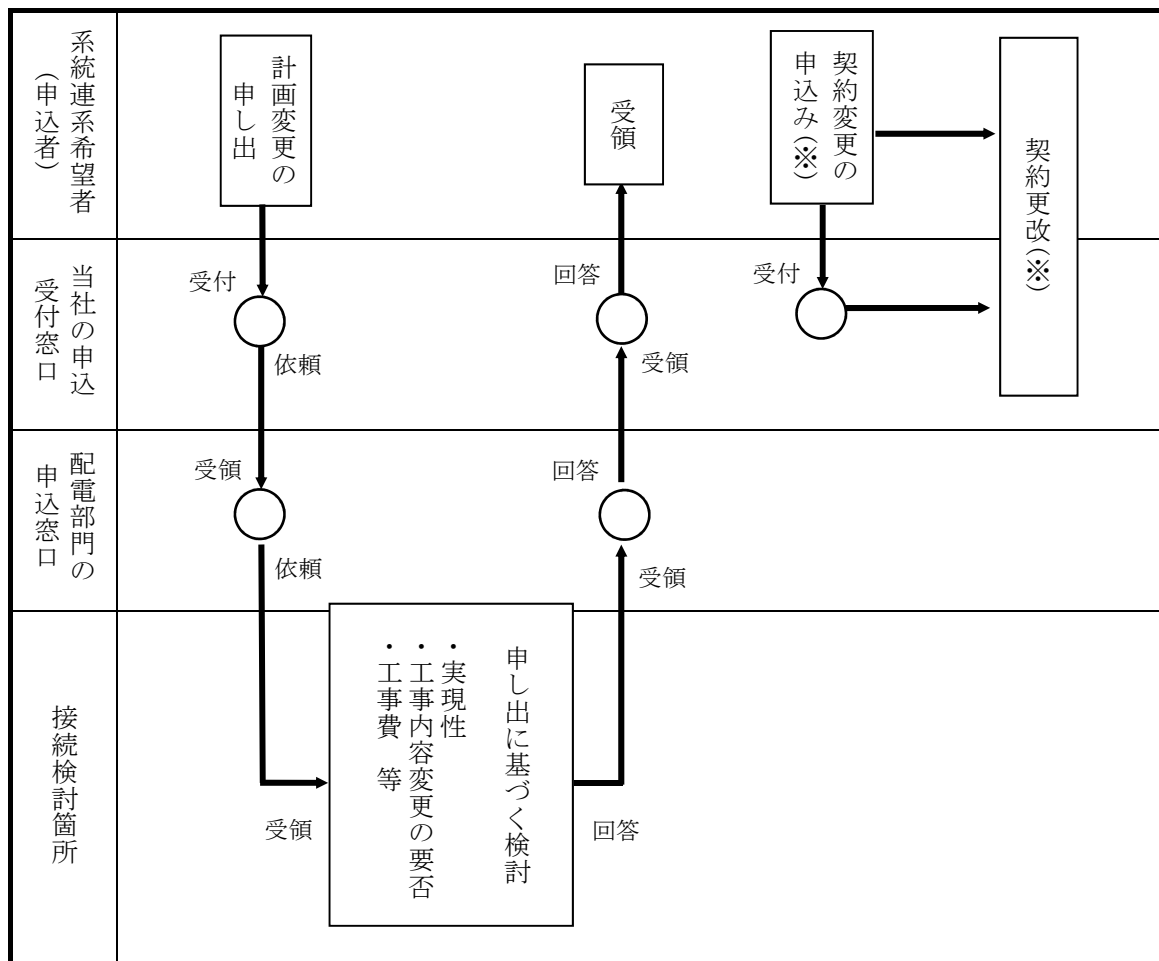 系統連系希望者
（申込者）
計画変更の
申し出
受領
契約変更の
申込み(※)
契約更改(※)
当社の申込
受付窓口
受付
依頼
回答
受領
受付
配電部門の
申込窓口
受領
依頼
回答
受領
接続検討箇所
受領
申し出に基づく検討
・実現性
・工事内容変更の要否
・工事費　等
回答